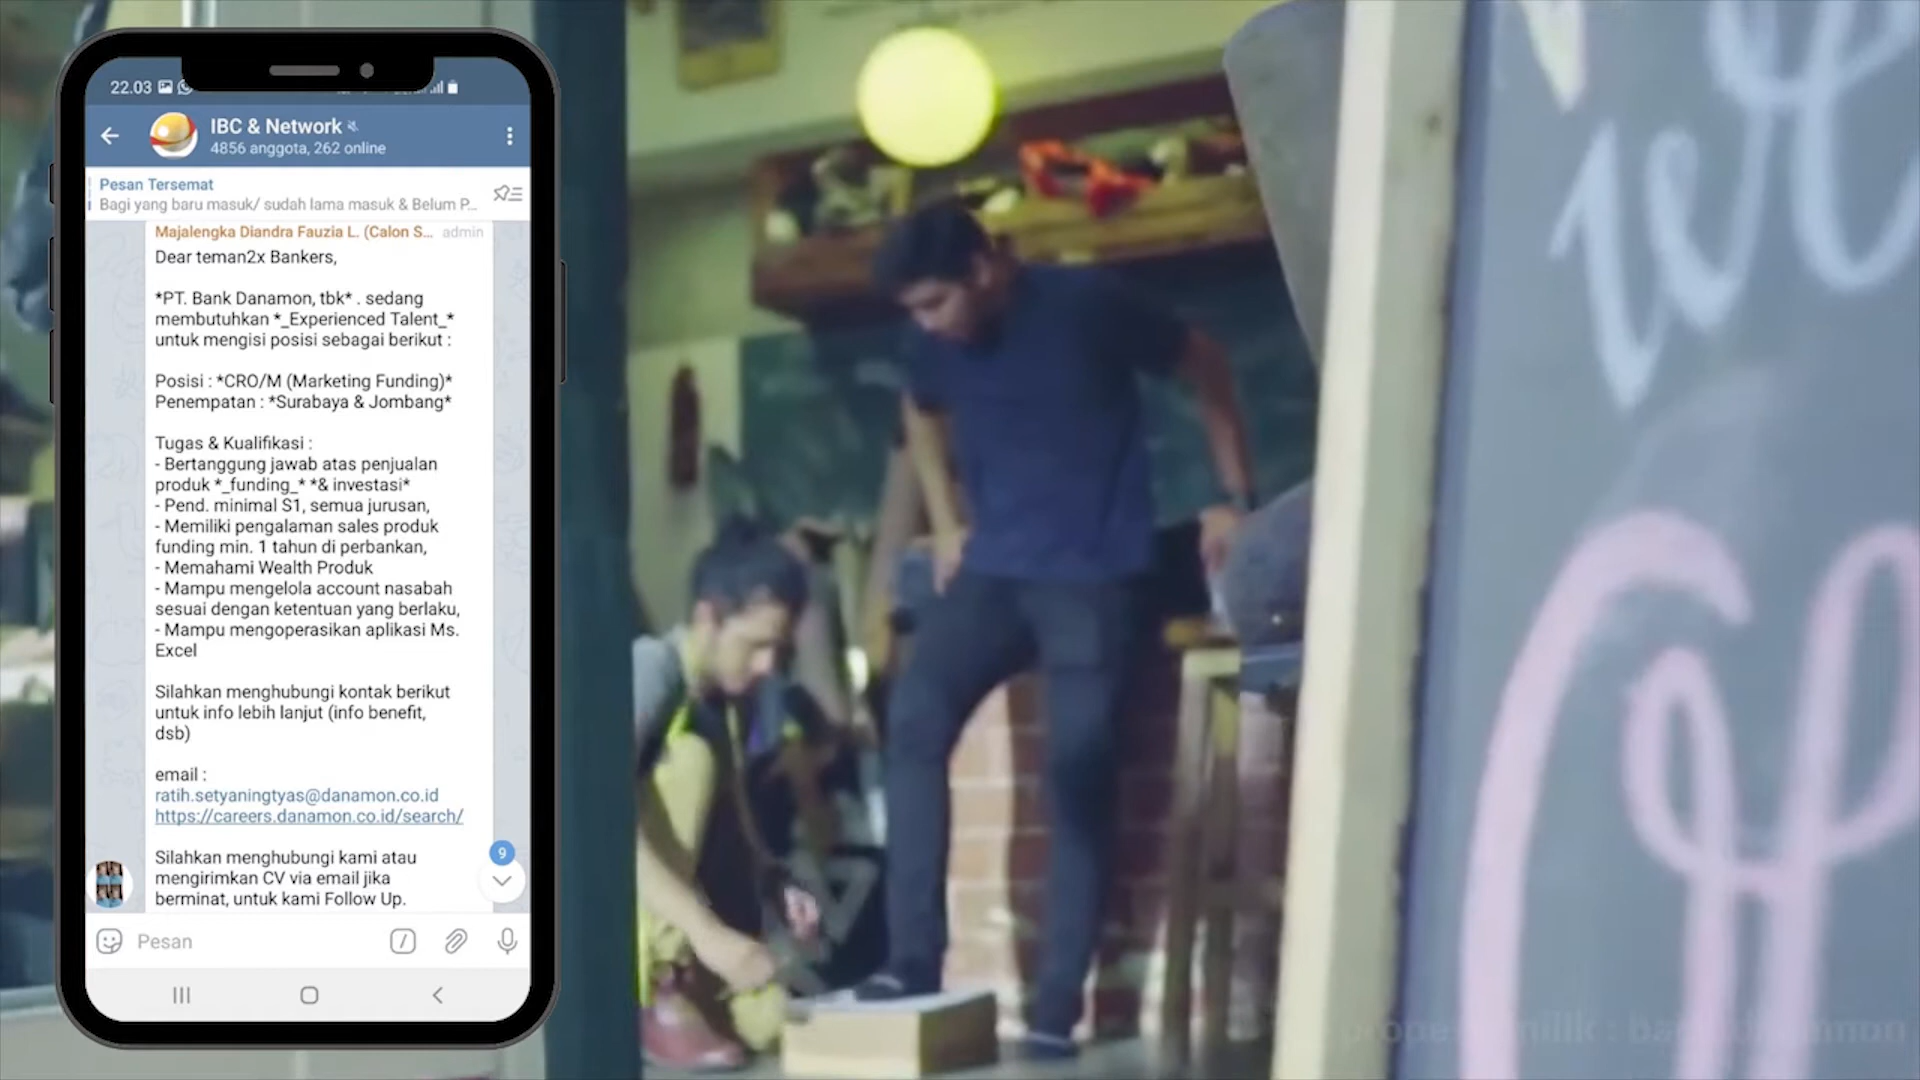 22.03
IBC & Network
4856 anggota, 262 online
Pesan Tersemat
Bagi yang baru masuk/ sudah lama masuk & Belum P...
Majalengka Diandra Fauzia L. (Calon S... admin
Dear teman2x Bankers,
*PT. Bank Danamon, tbk* . sedang
membutuhkan *_Experienced Talent_*
untuk mengisi posisi sebagai berikut :
Posisi : *CRO/M (Marketing Funding)*
Penempatan : *Surabaya & Jombang*
Tugas & Kualifikasi :
- Bertanggung jawab atas penjualan
produk *_funding_* *& investasi*
- Pend. minimal S1, semua jurusan,
- Memiliki pengalaman sales produk
funding min. 1 tahun di perbankan,
- Memahami Wealth Produk
- Mampu mengelola account nasabah
sesuai dengan ketentuan yang berlaku,
- Mampu mengoperasikan aplikasi Ms.
Excel
Silahkan menghubungi kontak berikut
untuk info lebih lanjut (info benefit,
dsb)
email :
ratih.setyaningtyas@danamon.co.id
https://careers.danamon.co.id/search/
9
Silahkan menghubungi kami atau
mengirimkan CV via email jika
berminat, untuk kami Follow Up.
Pesan